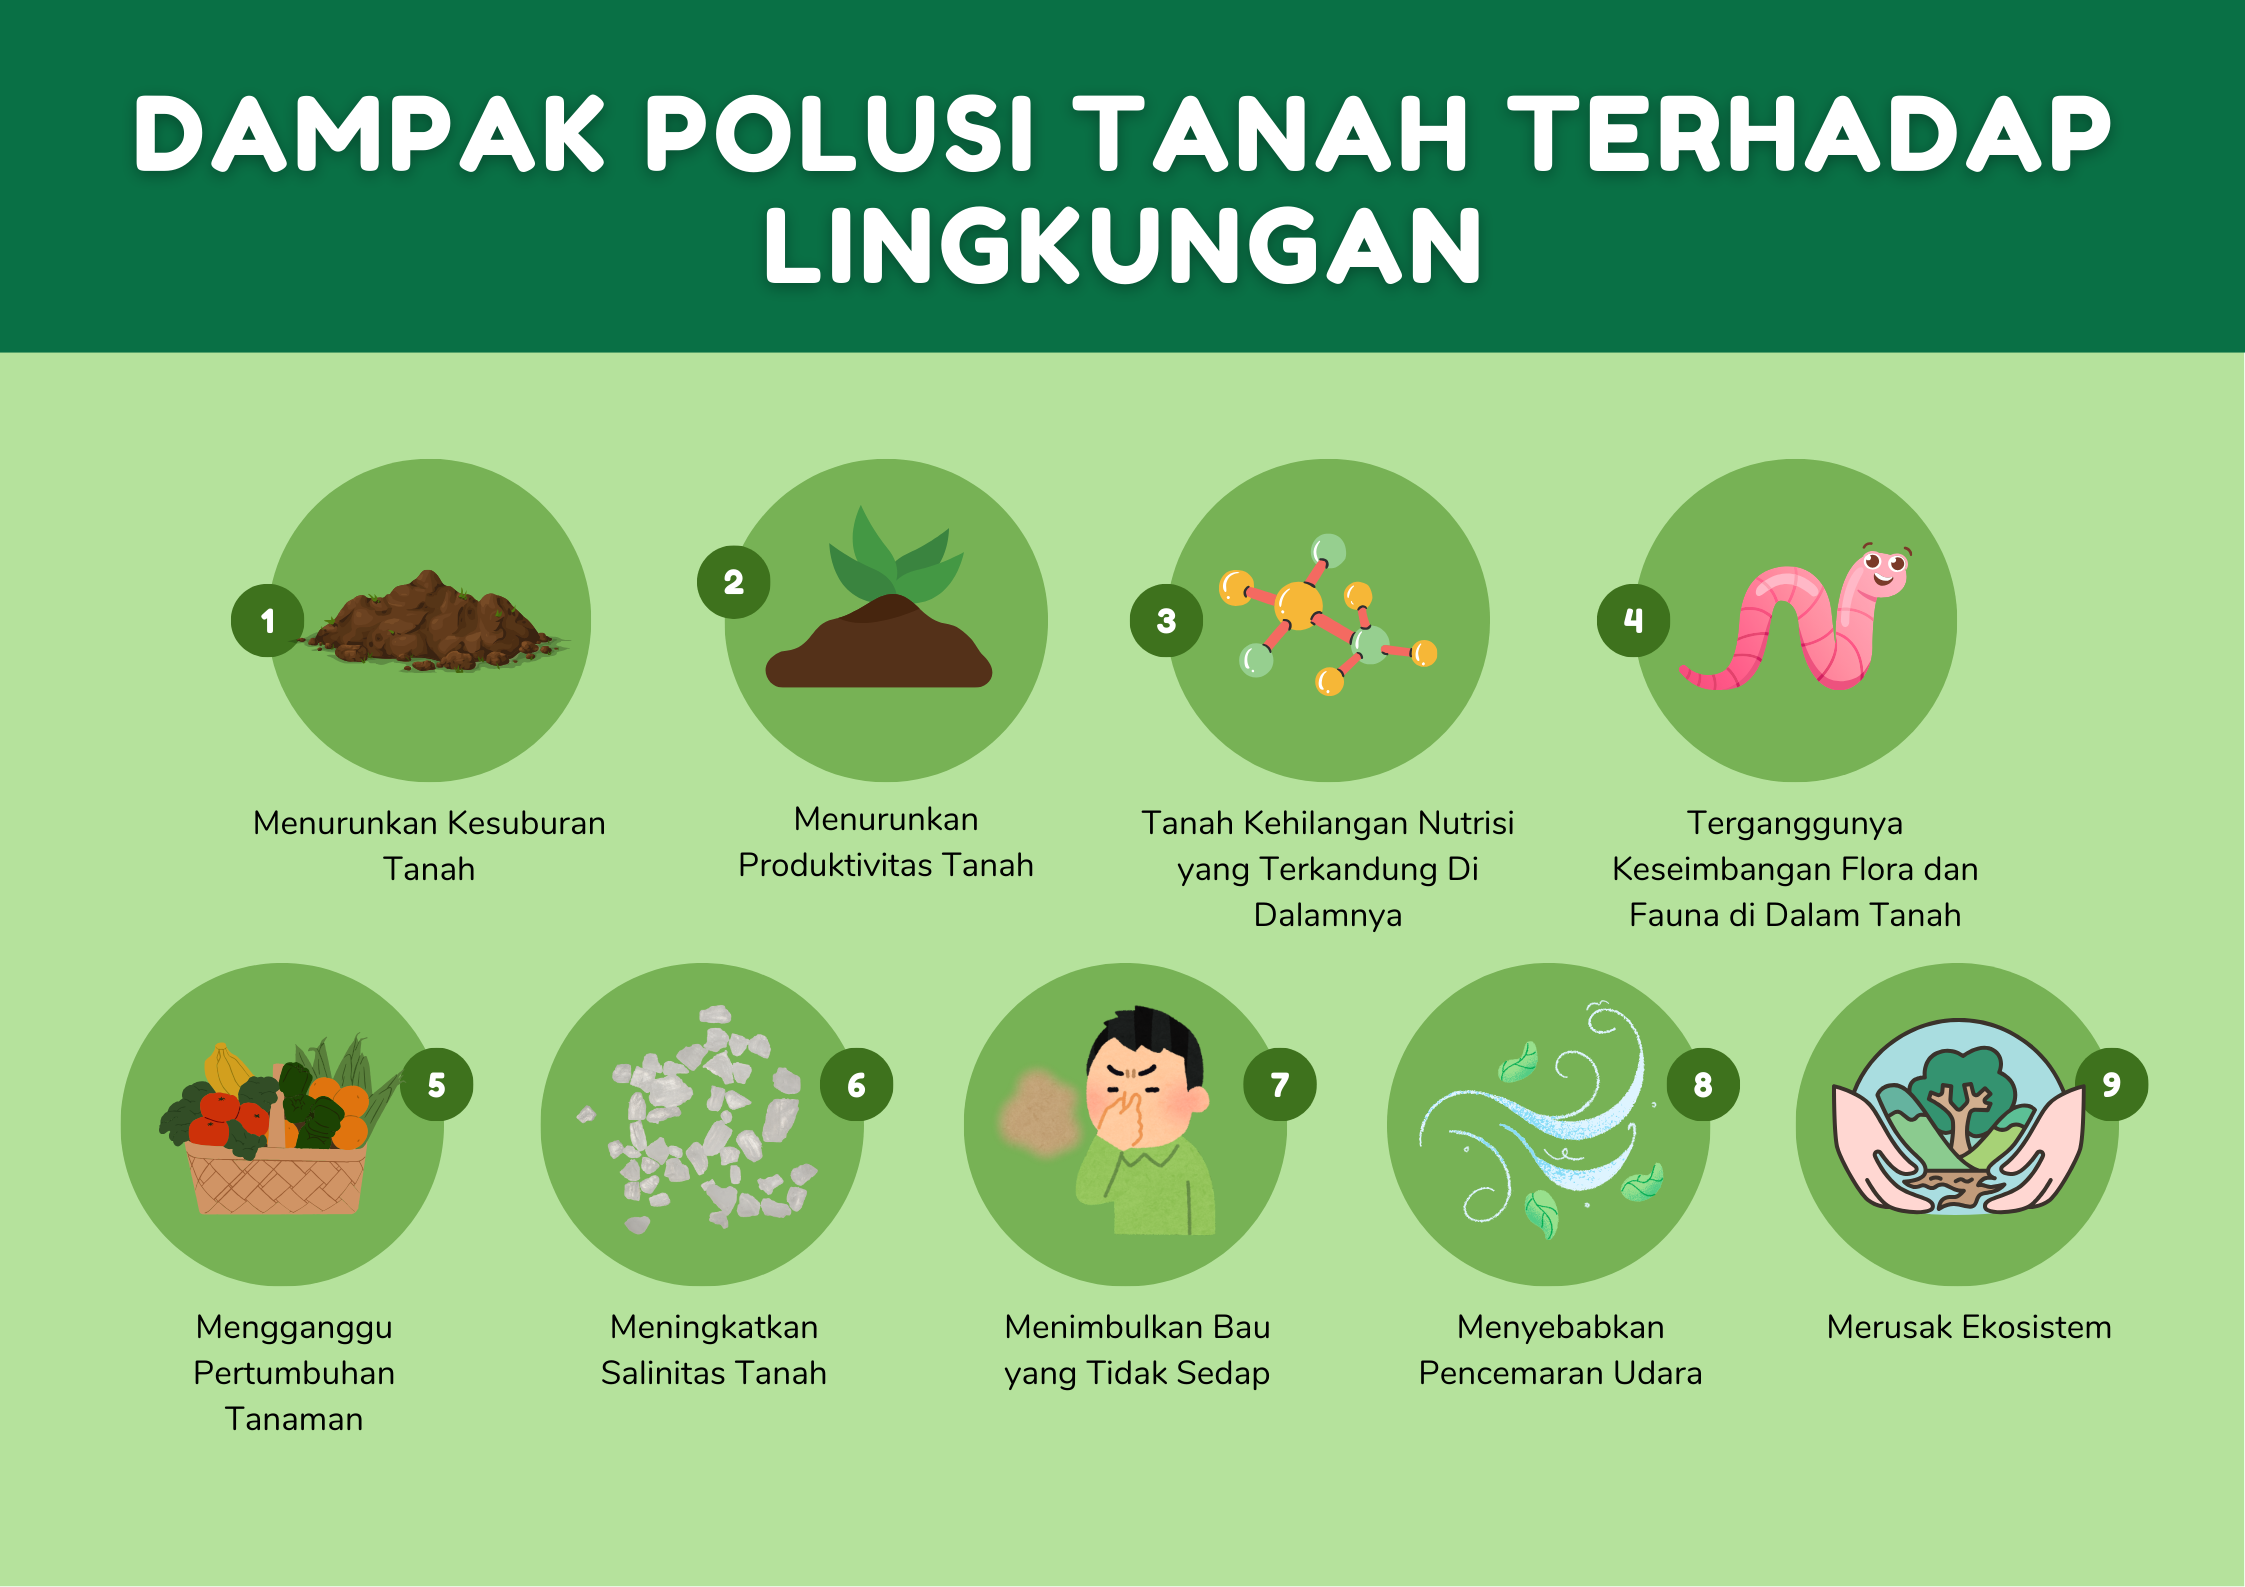 DAMPAK POLUSI TANAH TERHADAP
LINGKUNGAN
1
Menurunkan Kesuburan
Tanah
2
Menurunkan
Produktivitas Tanah
3
Tanah Kehilangan Nutrisi
yang Terkandung Di
Dalamnya
4
Terganggunya
Keseimbangan Flora dan
Fauna di Dalam Tanah
5
Mengganggu
Pertumbuhan
Tanaman
6
Meningkatkan
Salinitas Tanah
7
Menimbulkan Bau
yang Tidak Sedap
8
Menyebabkan
Pencemaran Udara
9
Merusak Ekosistem